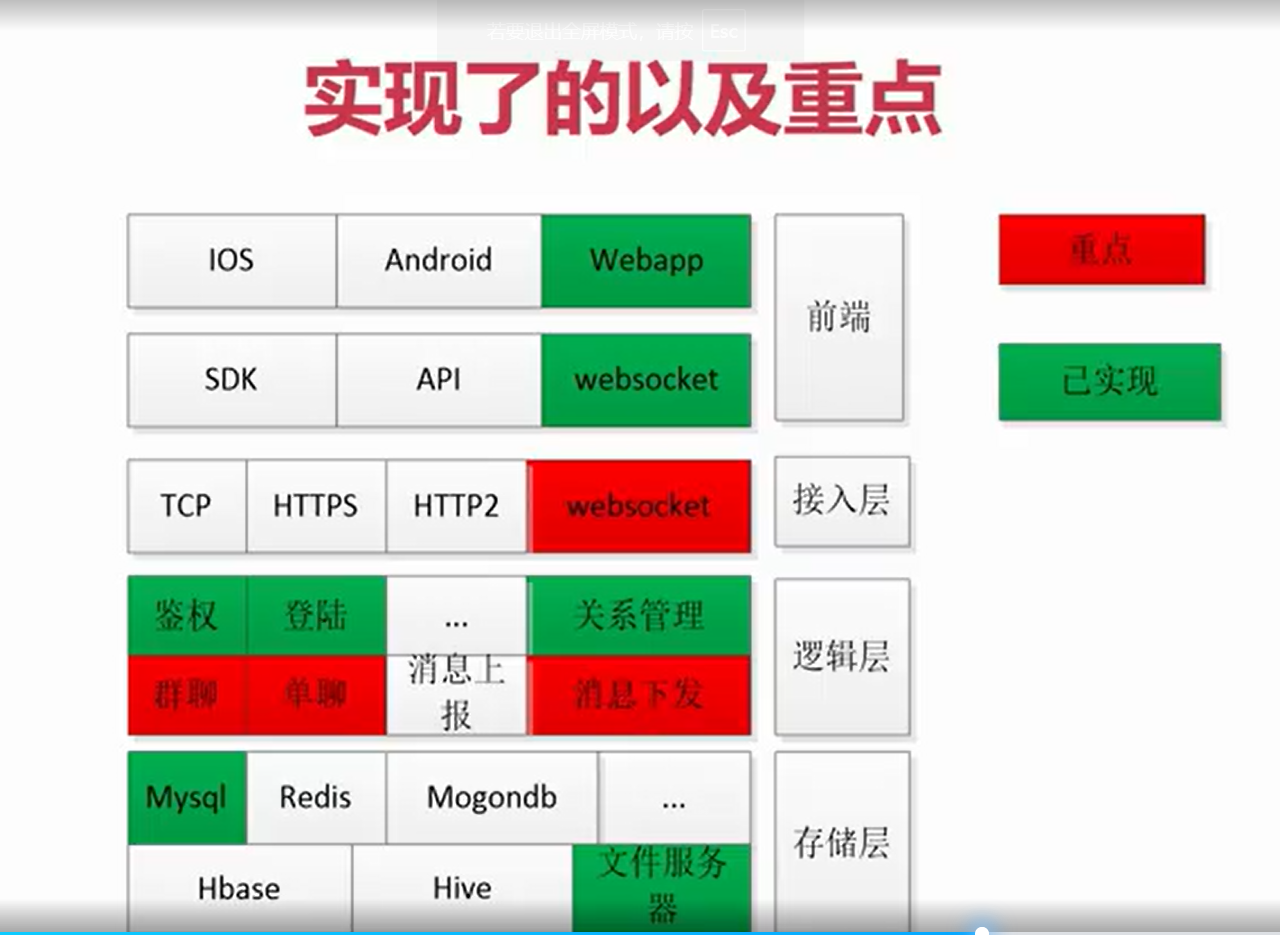 若要退出全屏模式，请按 Esc
实现了的以及重点
IOS
Android
Webapp
前端
重点
SDK
API
websocket
已实现
TCP
HTTPS
HTTP2
websocket
接入层
鉴权
登陆
...
关系管理
逻辑层
群聊
单聊
消息上
报
消息下发
Mysql
Redis
Mogondb
...
存储层
Hbase
Hive
文件服务
器